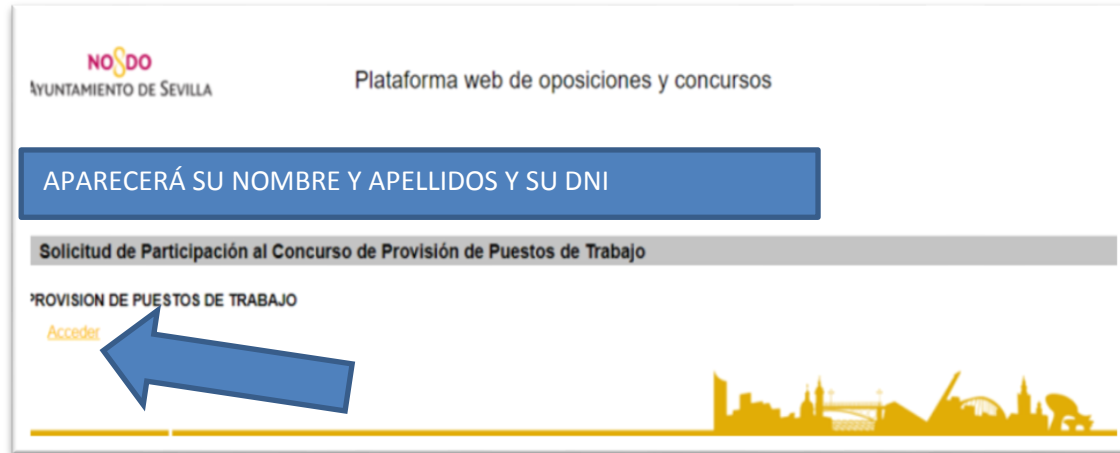 NO8DO
AYUNTAMIENTO DE SEVILLA
Plataforma web de oposiciones y concursos
APARECERÁ SU NOMBRE Y APELLIDOS Y SU DNI
Solicitud de Participación al Concurso de Provisión de Puestos de Trabajo
PROVISION DE PUESTOS DE TRABAJO
Acceder